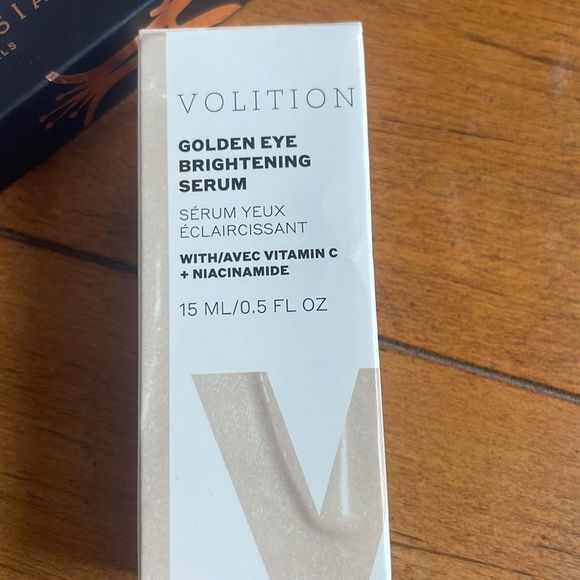 VOLITION
GOLDEN EYE
BRIGHTENING
SERUM
SÉRUM YEUX
ÉCLAIRCISSANT
WITH/AVEC VITAMIN C
+ NIACINAMIDE
15 ML/0.5 FL OZ
V